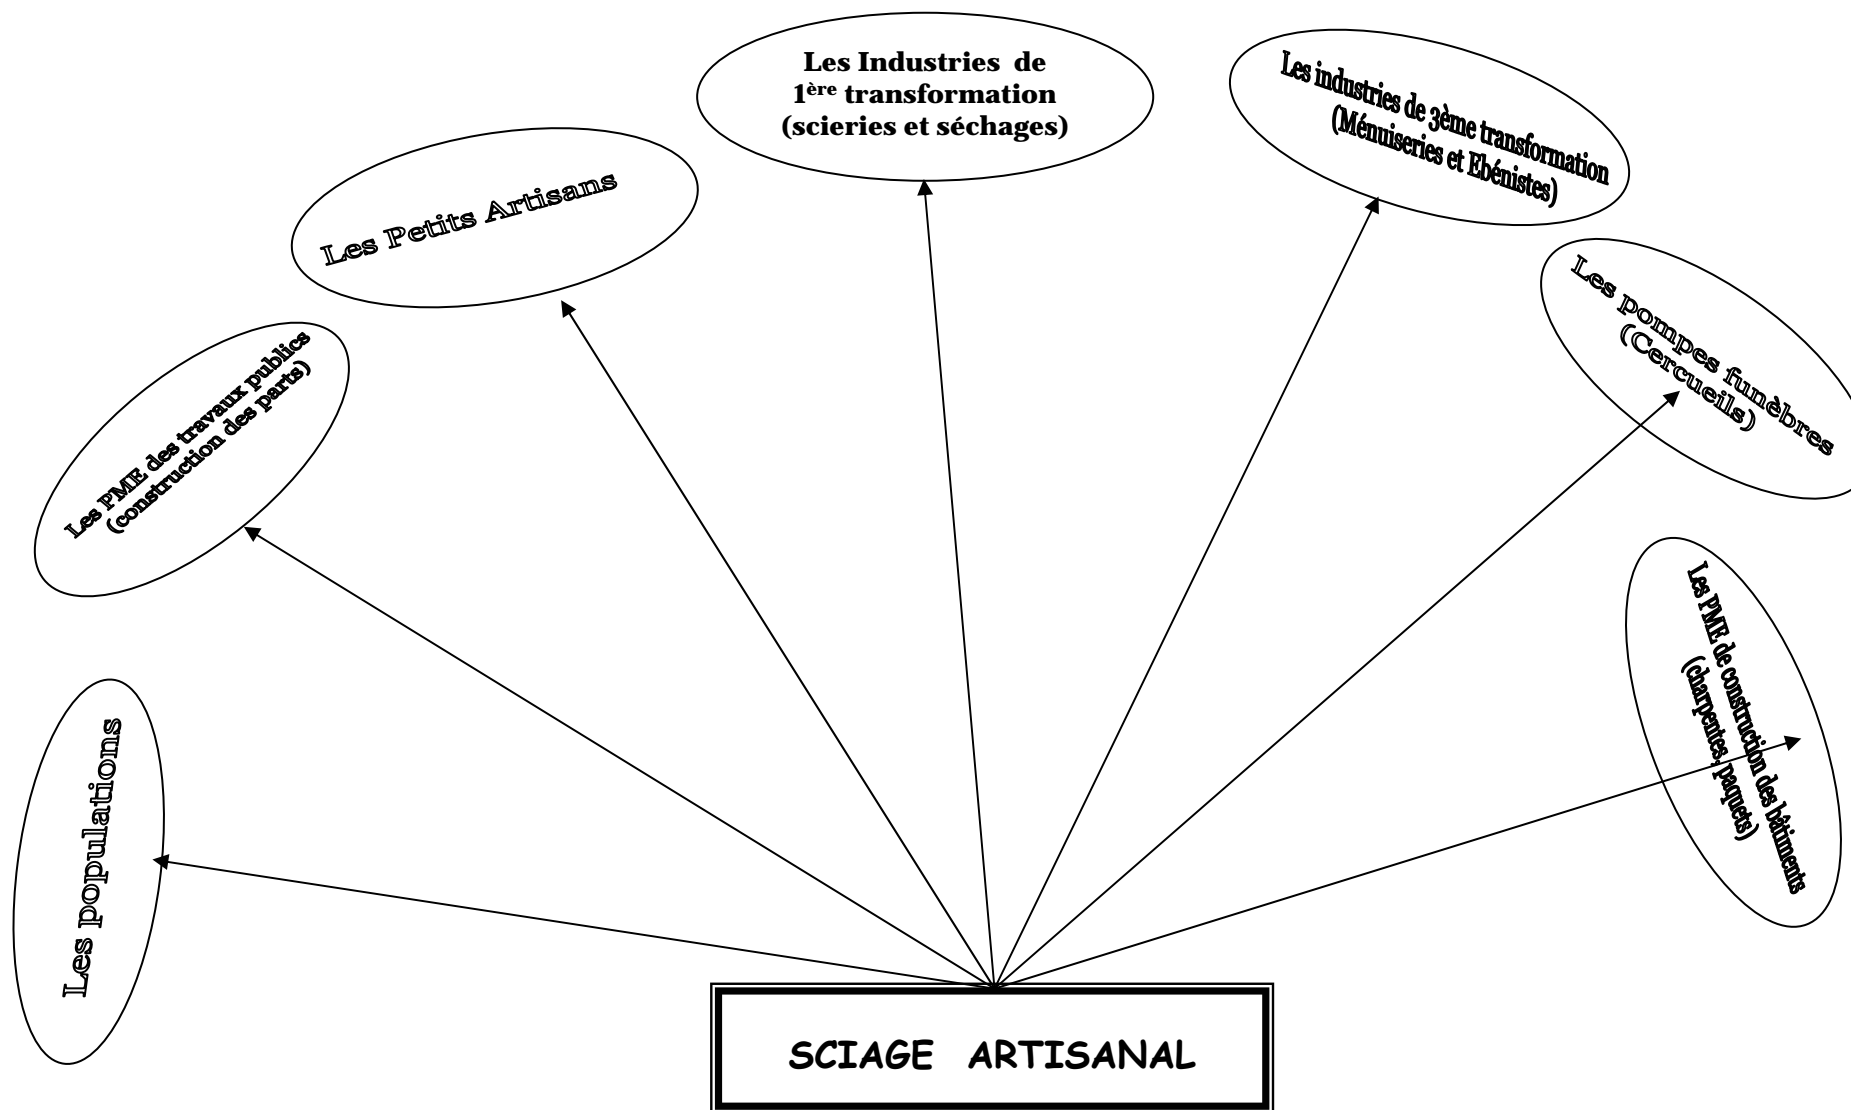 Les Industries de
1ère transformation
(scieries et séchages)
Les industries de 3ème transformation
(Ménuiseries et Ebénistes)
Les Petits Artisans
Les pompes funèbres
(Cercueils)
Les PME des travaux publics
(construction des parts)
Les PME de construction des bâtiments
(charpentes, paquets)
Les populations
SCIAGE ARTISANAL